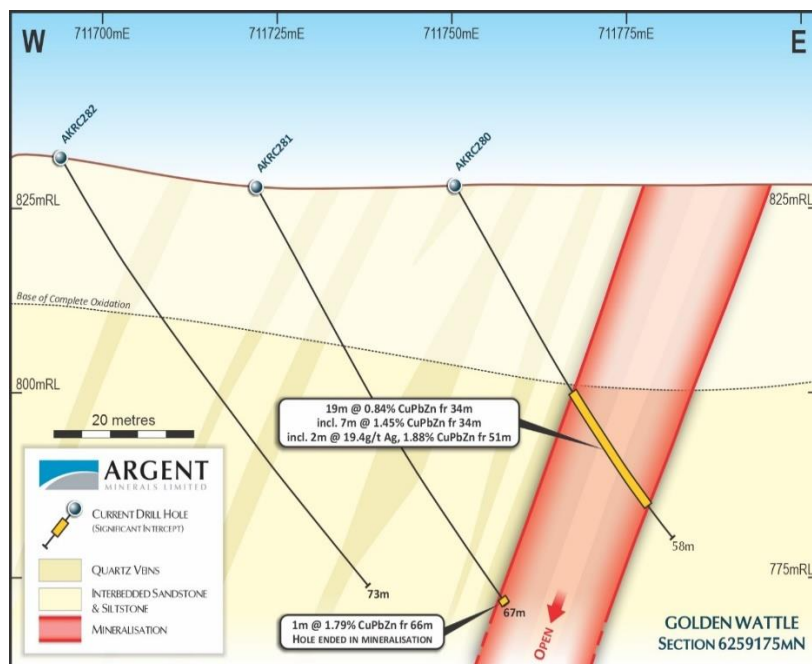 711700mE
711725mE
711750mE
711775mE
W
E
AKRC282
AKRC281
AKRC280
825mRL
825mRL
Base of Complete Oxidation
800mRL
800mRL
20 metres
19m @ 0.84% CuPbZn fr 34m
incl. 7m @ 1.45% CuPbZn fr 34m
incl. 2m @ 19.4g/t Ag, 1.88% CuPbZn fr 51m
ARGENT
MINERALS LIMITED
CURRENT DRILL HOLE
(SIGNIFICANT INTERCEPT)
QUARTZ VEINS
INTERBEDDED SANDSTONE
& SILTSTONE
MINERALISATION
58m
73m
67m
775mRL
1m @ 1.79% CuPbZn fr 66m
HOLE ENDED IN MINERALISATION
OPEN
GOLDEN WATTLE
SECTION 6259175MN